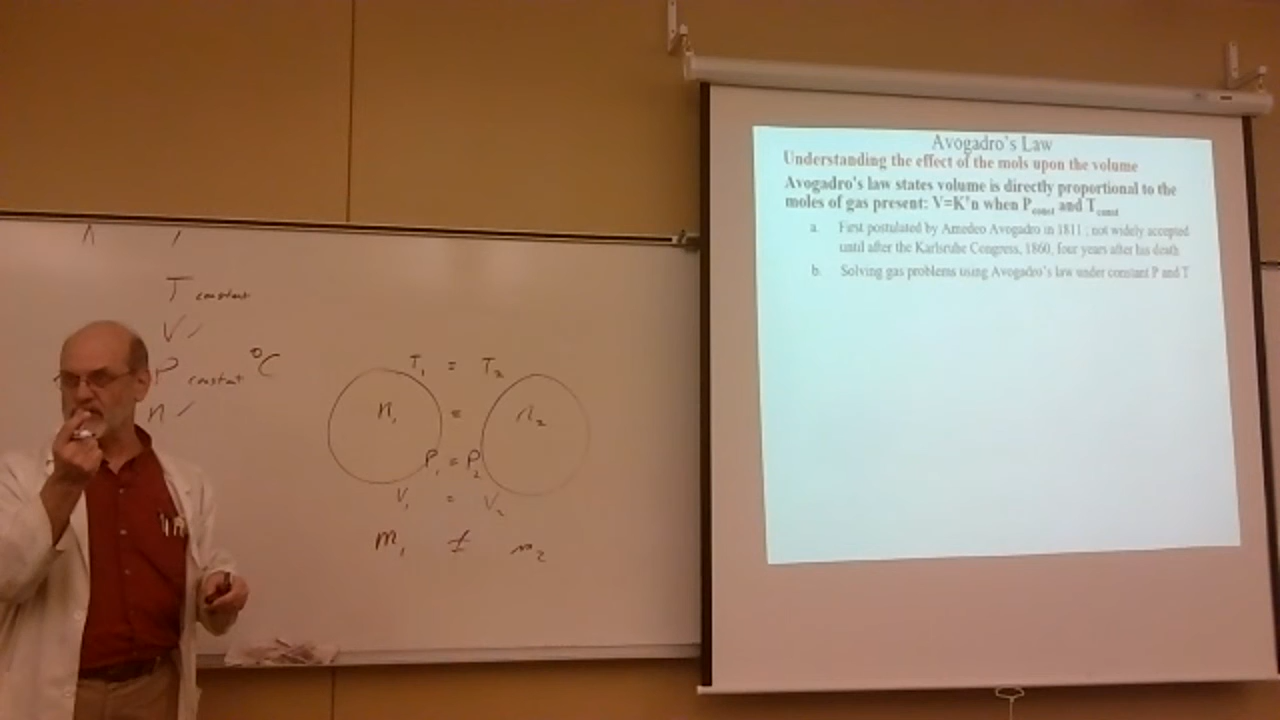 T constant
V
P constant °C
n
T₁ = T₂
n₁ = n₂
P₁ = P₂
V₁ = V₂
m₁ ≠ m₂
Avogadro's Law
Understanding the effect of the mols upon the volume
Avogadro's law states volume is directly proportional to the
moles of gas present: V=K'n when P const and T const
a. First postulated by Amedeo Avogadro in 1811 ; not widely accepted
until after the Karlsruhe Congress, 1860, four years after his death
b. Solving gas problems using Avogadro's law under constant P and T